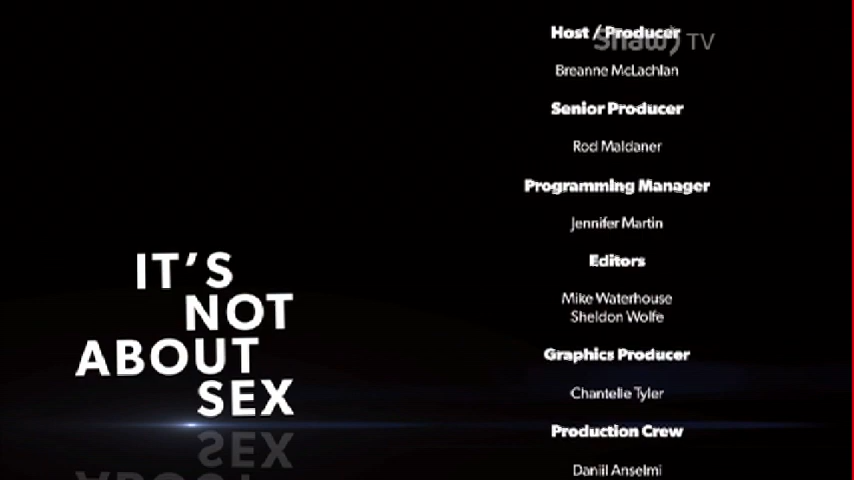 Host / Producer
Shaw) TV
Breanne McLachlan
Senior Producer
Rod Maldaner
Programming Manager
Jennifer Martin
Editors
Mike Waterhouse
Sheldon Wolfe
Graphics Producer
Chantelle Tyler
Production Crew
Daniil Anselmi
IT'S
NOT
ABOUT
SEX